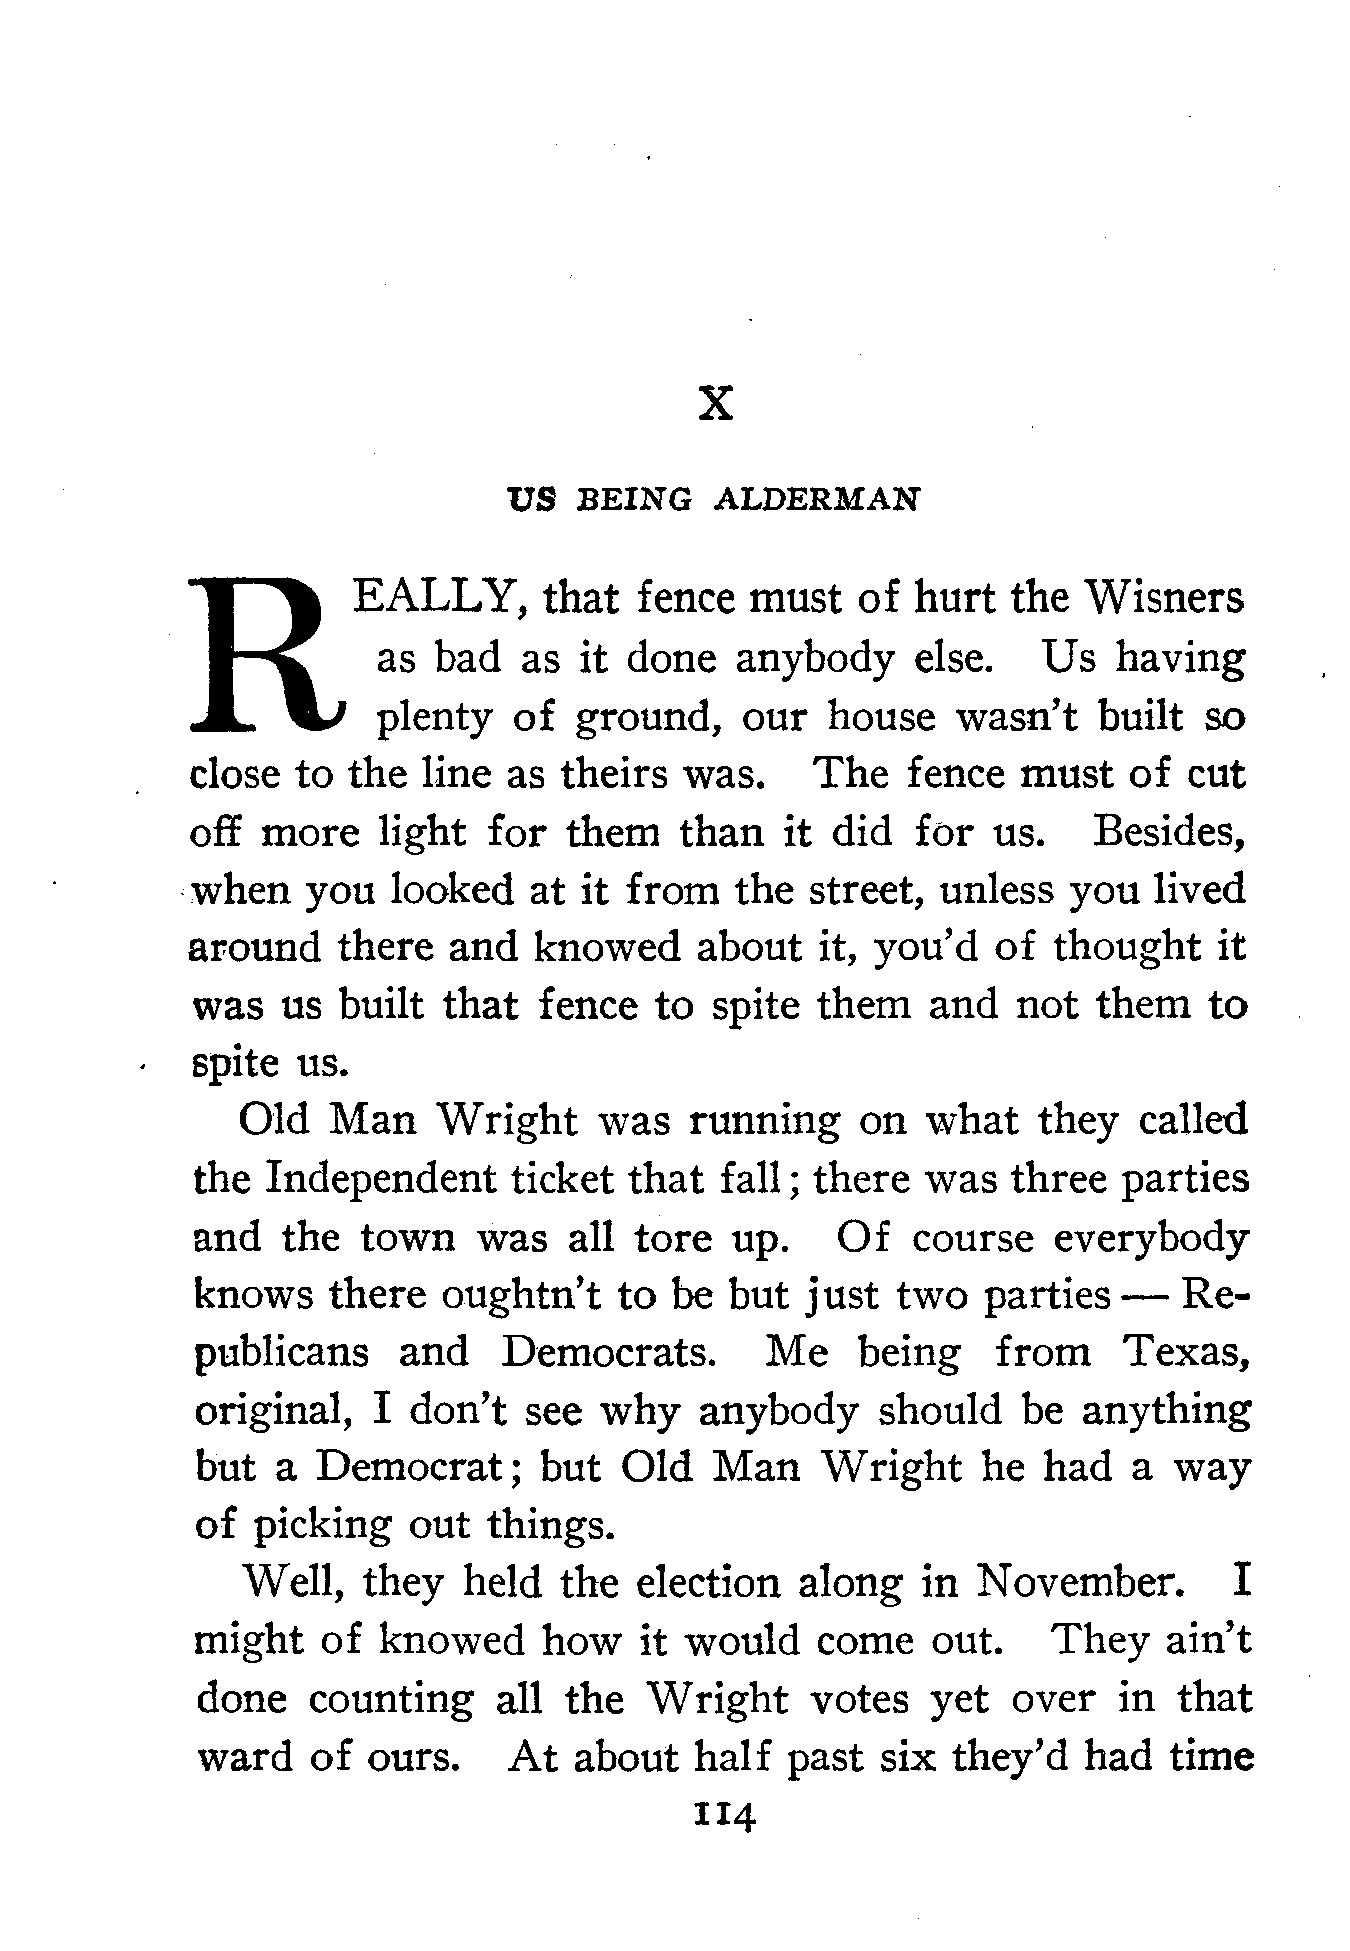 X
US BEING ALDERMAN
REALLY, that fence must of hurt the Wisners
as bad as it done anybody else. Us having
plenty of ground, our house wasn't built so
close to the line as theirs was. The fence must of cut
off more light for them than it did for us. Besides,
when you looked at it from the street, unless you lived
around there and knowed about it, you'd of thought it
was us built that fence to spite them and not them to
spite us.
Old Man Wright was running on what they called
the Independent ticket that fall; there was three parties
and the town was all tore up. Of course everybody
knows there oughtn't to be but just two parties — Re-
publicans and Democrats. Me being from Texas,
original, I don't see why anybody should be anything
but a Democrat; but Old Man Wright he had a way
of picking out things.
Well, they held the election along in November. I
might of knowed how it would come out. They ain't
done counting all the Wright votes yet over in that
ward of ours. At about half past six they'd had time
114